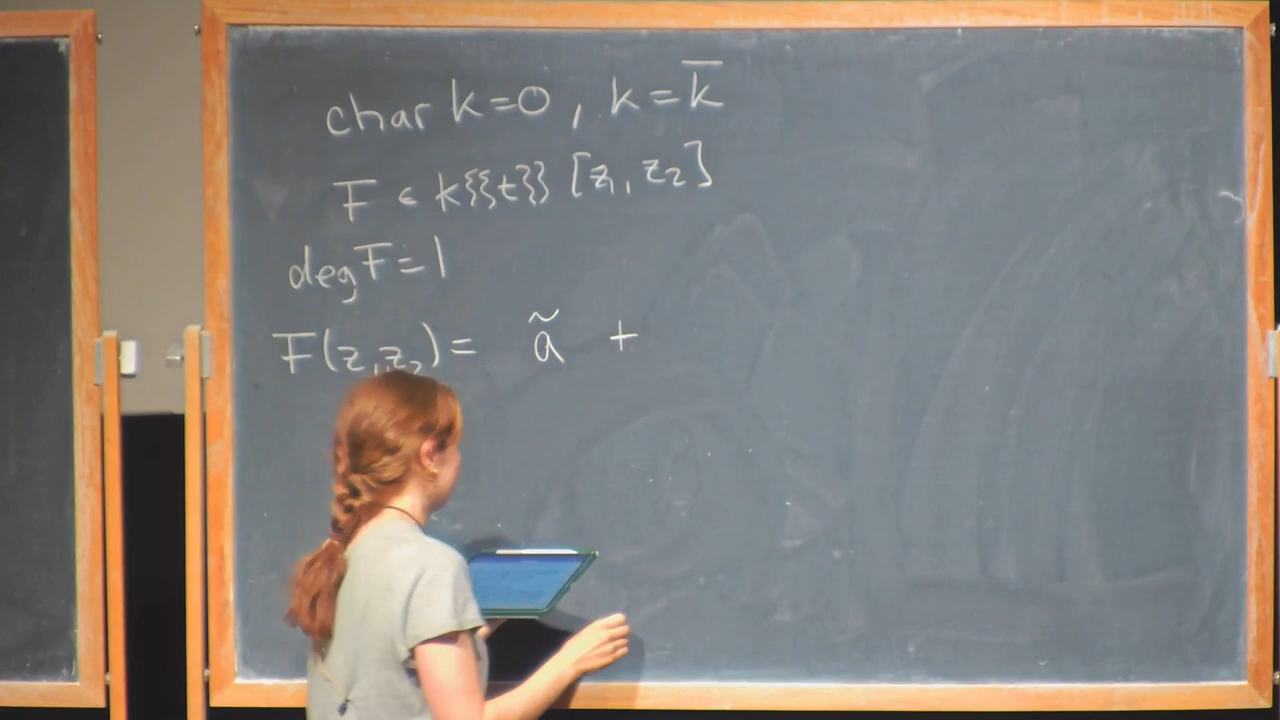 char k=0, k=k̄
F ∈ k{{t}} [z₁, z₂]
deg F=1
F(z₁, z₂)= ã +